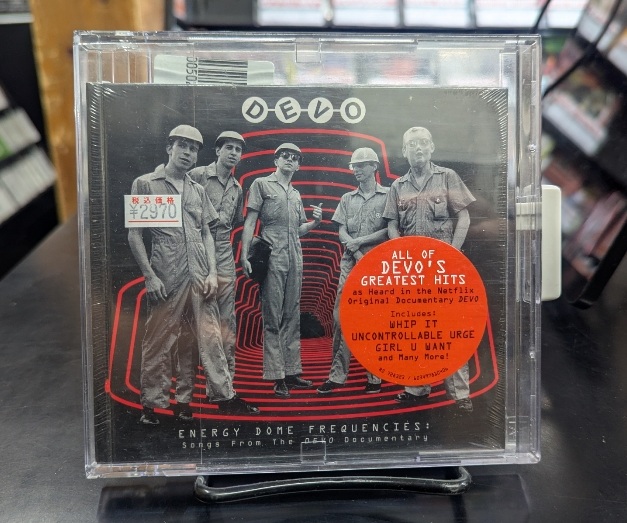 DEVO
税込価格
¥2970
ALL OF
DEVO'S
GREATEST HITS
as Heard in the Netflix
Original Documentary DEVO
Includes:
WHIP IT
UNCONTROLLABLE URGE
GIRL U WANT
and Many More!
ENERGY DOME FREQUENCIES:
Songs From The DEVO Documentary